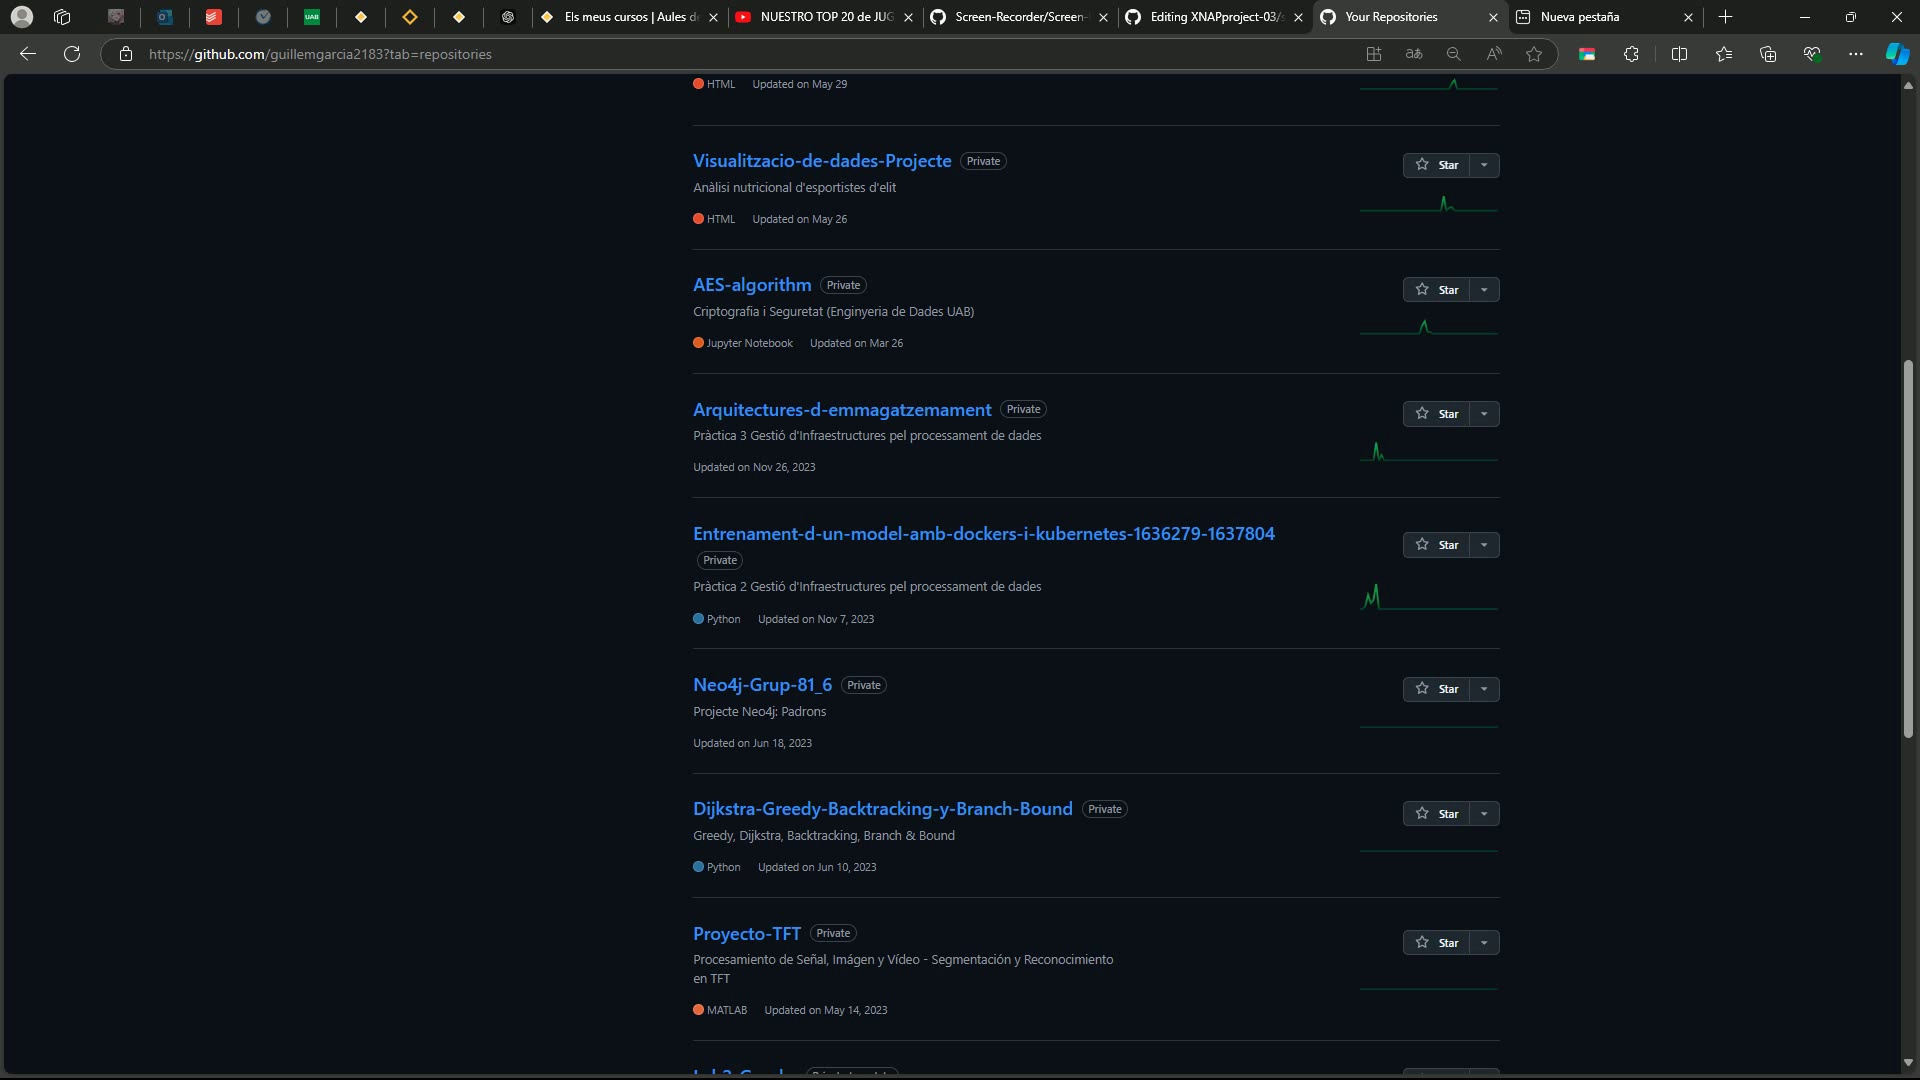 UAB
Els meus cursos | Aules d
NUESTRO TOP 20 de JUG
Screen-Recorder/Screen-
Editing XNAPproject-03/s
Your Repositories
Nueva pestaña
https://github.com/guillemgarcia2183?tab=repositories
HTML Updated on May 29
Visualitzacio-de-dades-Projecte Private
Star
Anàlisi nutricional d'esportistes d'elit
HTML Updated on May 26
AES-algorithm Private
Star
Criptografia i Seguretat (Enginyeria de Dades UAB)
Jupyter Notebook Updated on Mar 26
Arquitectures-d-emmagatzemament Private
Star
Pràctica 3 Gestió d'Infraestructures pel processament de dades
Updated on Nov 26, 2023
Entrenament-d-un-model-amb-dockers-i-kubernetes-1636279-1637804
Star
Private
Pràctica 2 Gestió d'Infraestructures pel processament de dades
Python Updated on Nov 7, 2023
Neo4j-Grup-81_6 Private
Star
Projecte Neo4j: Padrons
Updated on Jun 18, 2023
Dijkstra-Greedy-Backtracking-y-Branch-Bound Private
Star
Greedy, Dijkstra, Backtracking, Branch & Bound
Python Updated on Jun 10, 2023
Proyecto-TFT Private
Star
Procesamiento de Señal, Imágen y Vídeo - Segmentación y Reconocimiento
en TFT
MATLAB Updated on May 14, 2023